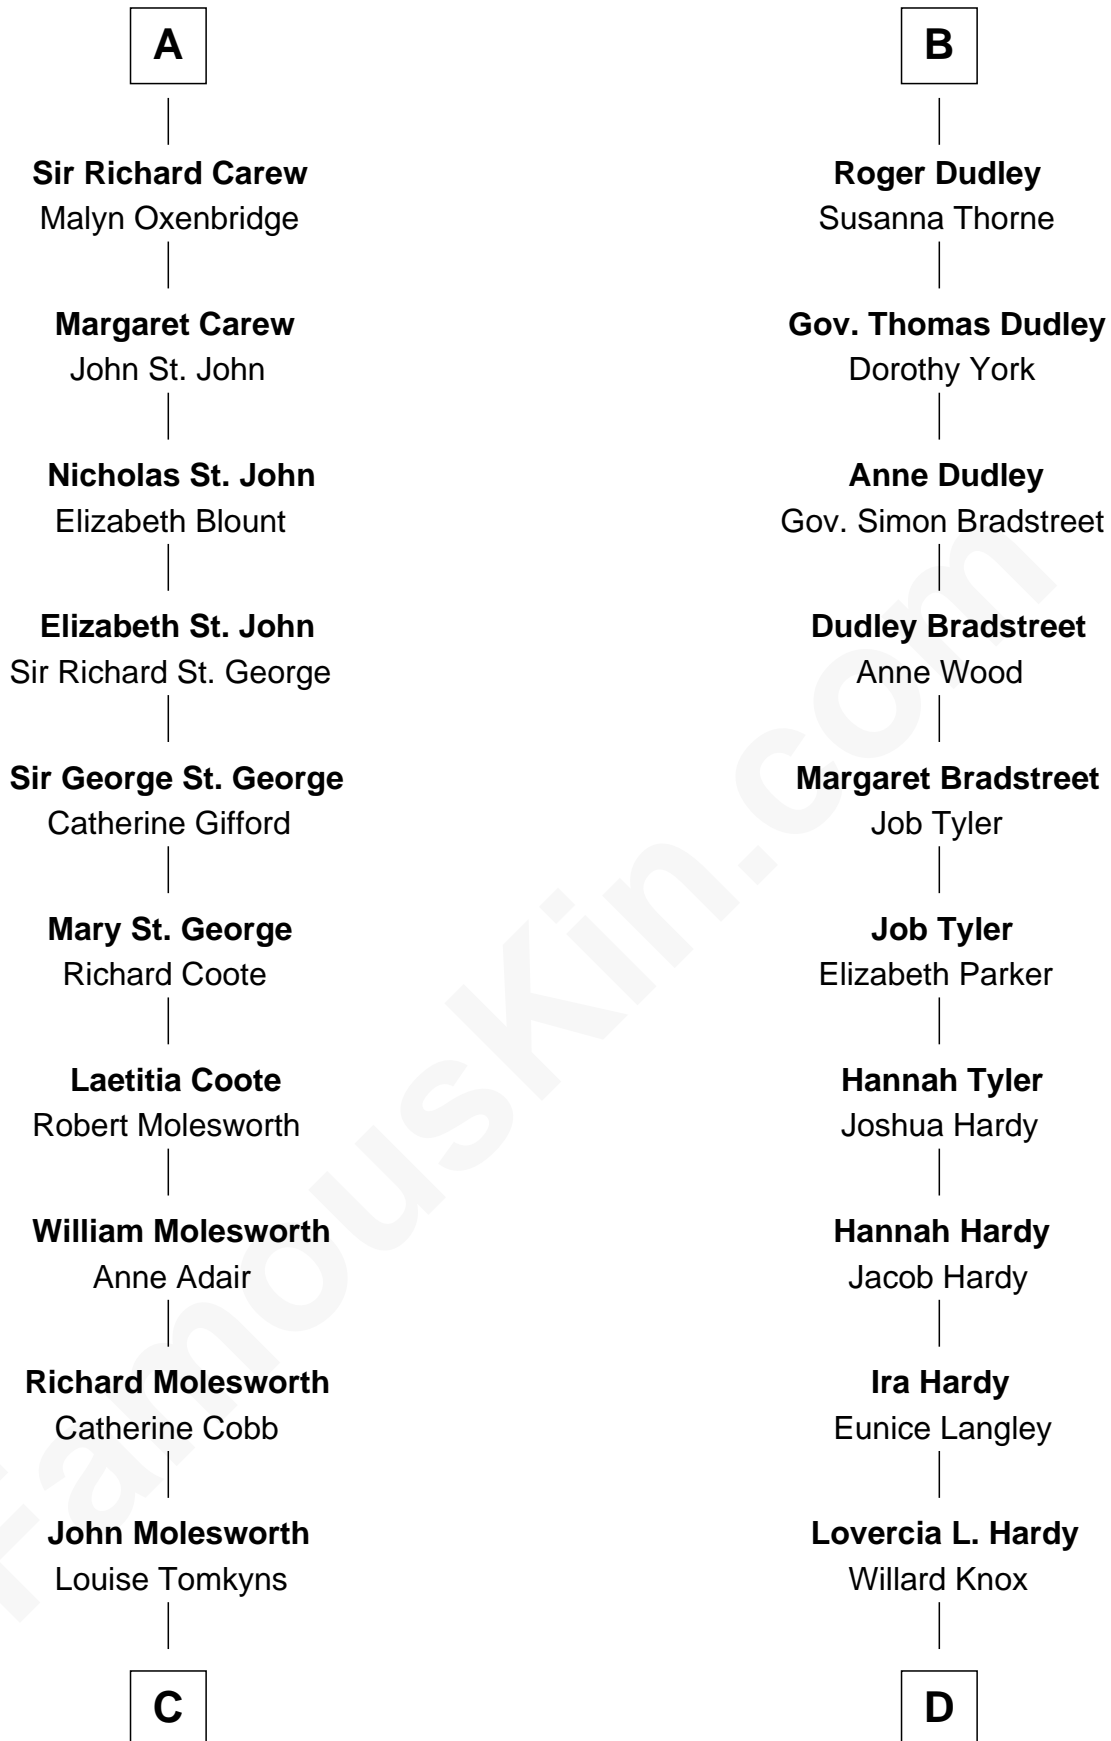 A
Sir Richard Carew
Malyn Oxenbridge
Margaret Carew
John St. John
Nicholas St. John
Elizabeth Blount
Elizabeth St. John
Sir Richard St. George
Sir George St. George
Catherine Gifford
Mary St. George
Richard Coote
Laetitia Coote
Robert Molesworth
William Molesworth
Anne Adair
Richard Molesworth
Catherine Cobb
John Molesworth
Louise Tomkyns
C
B
Roger Dudley
Susanna Thorne
Gov. Thomas Dudley
Dorothy York
Anne Dudley
Gov. Simon Bradstreet
Dudley Bradstreet
Anne Wood
Margaret Bradstreet
Job Tyler
Job Tyler
Elizabeth Parker
Hannah Tyler
Joshua Hardy
Hannah Hardy
Jacob Hardy
Ira Hardy
Eunice Langley
Lovercia L. Hardy
Willard Knox
D
FamousKin.com